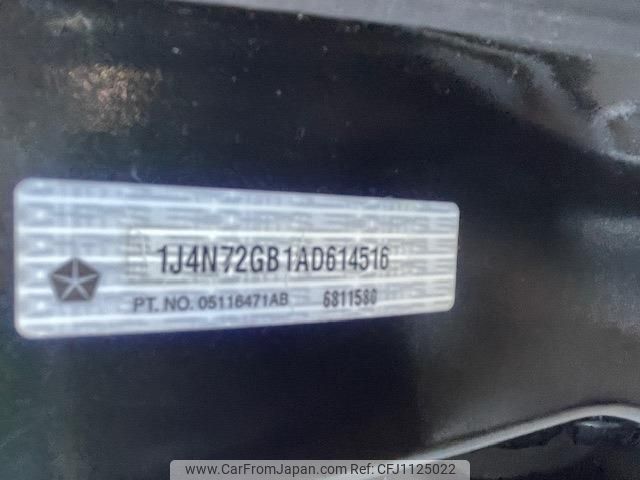 1J4N72GB1AD614516
PT. NO. 05116471AB 6811580
www.CarFromJapan.com Ref: CFJ1125022